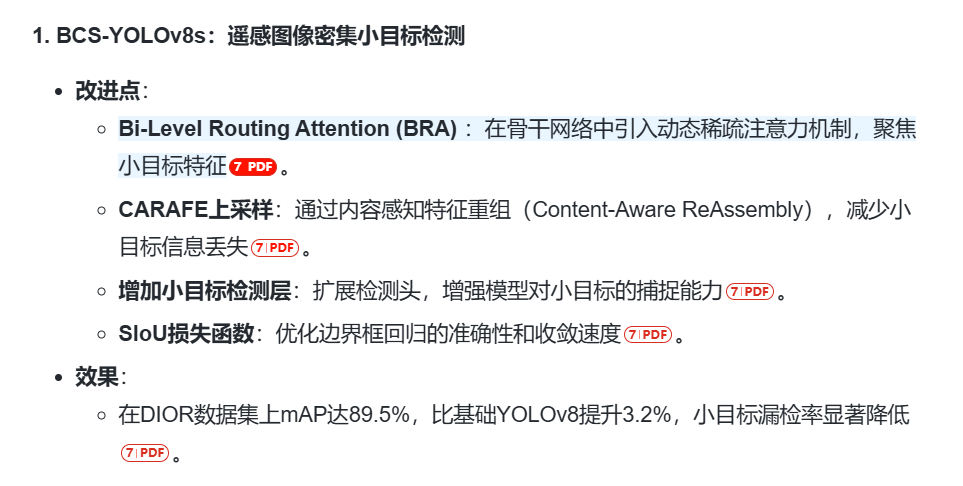 1. BCS-YOLOv8s：遥感图像密集小目标检测
• 改进点：
○ Bi-Level Routing Attention (BRA) ：在骨干网络中引入动态稀疏注意力机制，聚焦
小目标特征 7 PDF 。
○ CARAFE上采样：通过内容感知特征重组（Content-Aware ReAssembly），减少小
目标信息丢失 7|PDF 。
○ 增加小目标检测层：扩展检测头，增强模型对小目标的捕捉能力 7|PDF 。
○ SIoU损失函数：优化边界框回归的准确性和收敛速度 7|PDF 。
• 效果：
○ 在DIOR数据集上mAP达89.5%，比基础YOLOv8提升3.2%，小目标漏检率显著降低
7|PDF 。